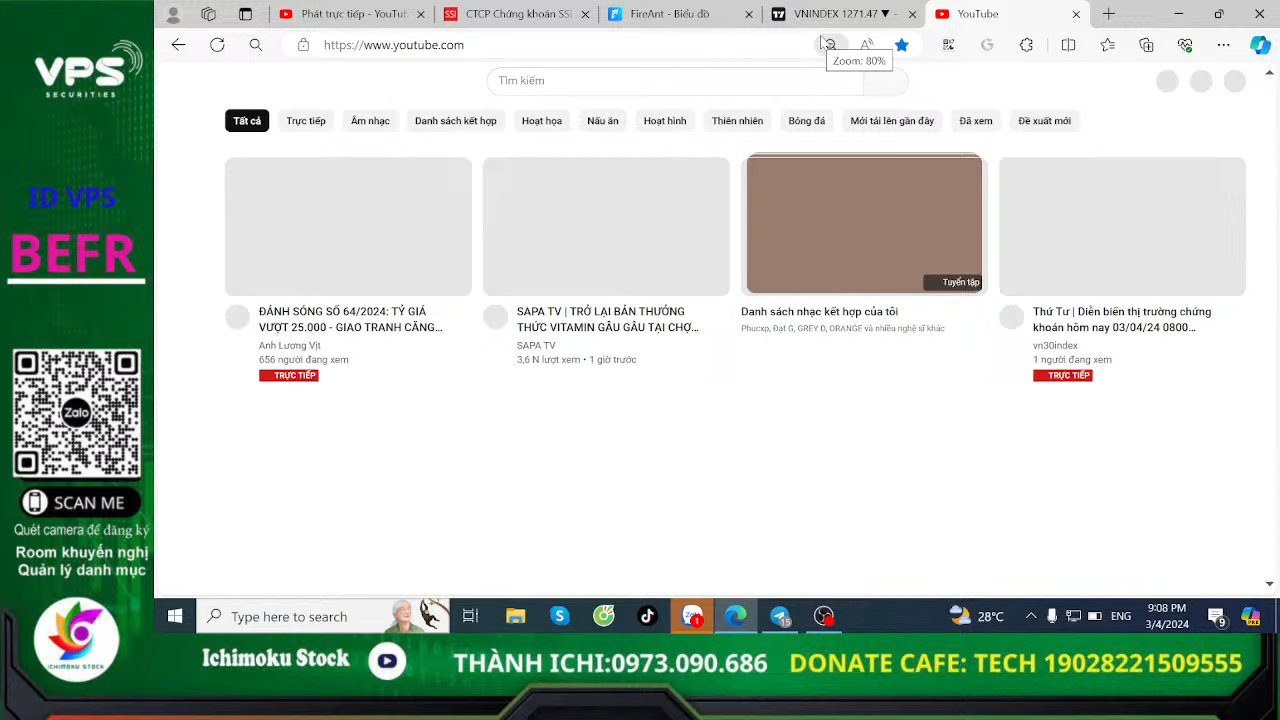 VPS
SECURITIES
ID VPS
BEFR
Zalo
SCAN ME
Quét camera để đăng ký
Room khuyến nghị
Quản lý danh mục
ICHIMOKU STOCK
Phát trực tiếp - YouTub
SSI
CTCP Chứng khoán SSI
FireAnt - Biểu đồ
VNINDEX 1271.47 ▼ −
YouTube
https://www.youtube.com
Zoom: 80%
Tìm kiếm
Tất cả
Trực tiếp
Âm nhạc
Danh sách kết hợp
Hoạt họa
Nấu ăn
Hoạt hình
Thiên nhiên
Bóng đá
Mới tải lên gần đây
Đã xem
Đề xuất mới
ĐÁNH SÓNG SỐ 64/2024: TỶ GIÁ
VƯỢT 25.000 - GIAO TRANH CĂNG...
Anh Lương Vịt
656 người đang xem
TRỰC TIẾP
SAPA TV | TRỞ LẠI BẢN THƯỞNG
THỨC VITAMIN GÂU GÂU TẠI CHỢ...
SAPA TV
3,6 N lượt xem • 1 giờ trước
Tuyển tập
Danh sách nhạc kết hợp của tôi
Phucxp, Đạt G, GREY D, ORANGE và nhiều nghệ sĩ khác
Thứ Tư | Diễn biến thị trường chứng
khoán hôm nay 03/04/24 0800...
vn30index
1 người đang xem
TRỰC TIẾP
Type here to search
Zalo
1
15
28°C
ENG
9:08 PM
3/4/2024
9
PRE
Ichimoku Stock
THÀNH ICHI:0973.090.686
DONATE CAFE: TECH 19028221509555